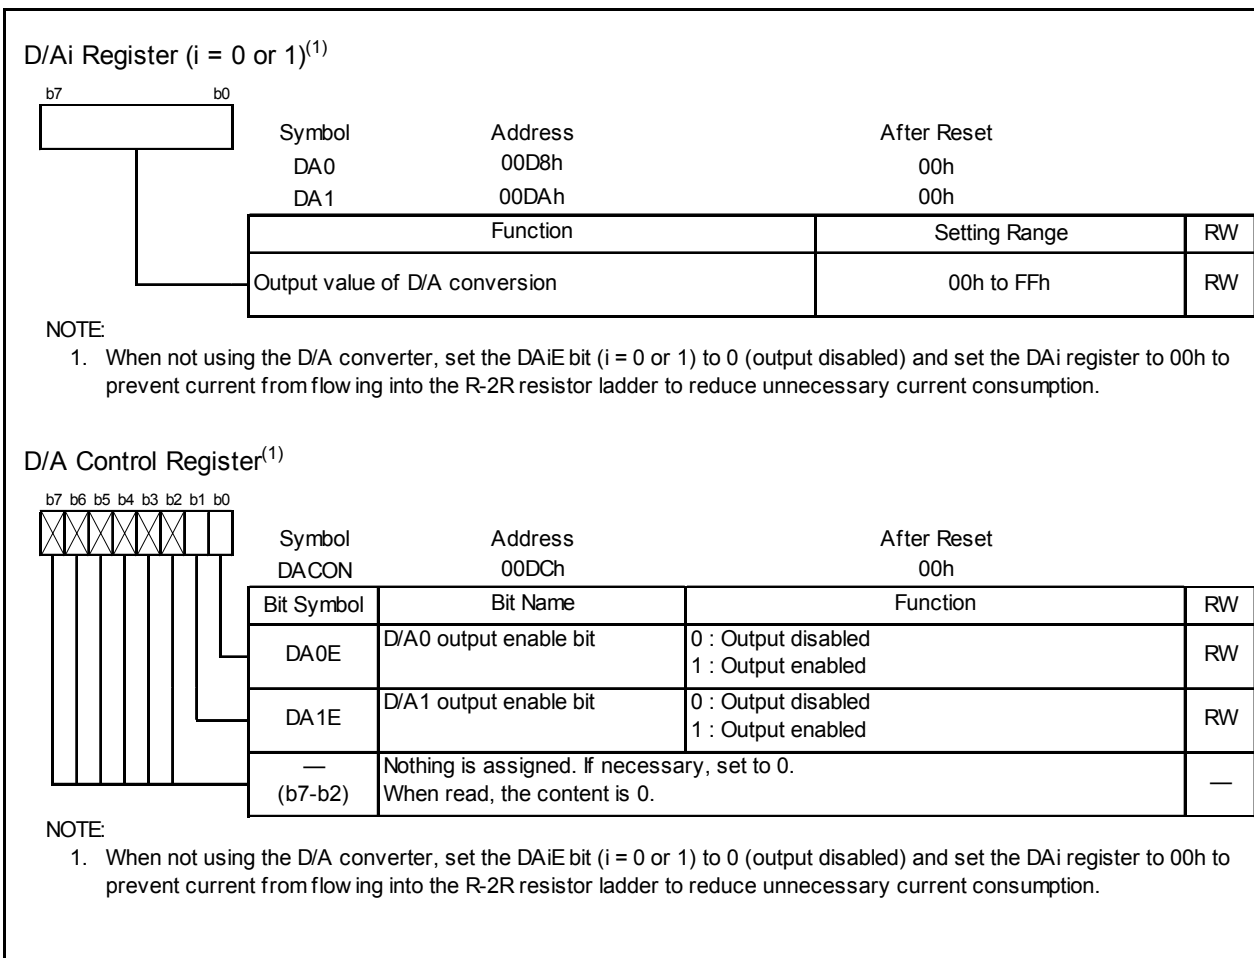 D/Ai Register (i = 0 or 1)(1)
b7 b0
Symbol Address After Reset
DA0 00D8h 00h
DA1 00DAh 00h
Function Setting Range RW
Output value of D/A conversion 00h to FFh RW
NOTE:
1. When not using the D/A converter, set the DAiE bit (i = 0 or 1) to 0 (output disabled) and set the DAi register to 00h to
prevent current from flowing into the R-2R resistor ladder to reduce unnecessary current consumption.
D/A Control Register(1)
b7 b6 b5 b4 b3 b2 b1 b0
Symbol Address After Reset
DACON 00DCh 00h
Bit Symbol Bit Name Function RW
DA0E D/A0 output enable bit 0 : Output disabled RW
1 : Output enabled
DA1E D/A1 output enable bit 0 : Output disabled RW
1 : Output enabled
— Nothing is assigned. If necessary, set to 0. —
(b7-b2) When read, the content is 0.
NOTE:
1. When not using the D/A converter, set the DAiE bit (i = 0 or 1) to 0 (output disabled) and set the DAi register to 00h to
prevent current from flowing into the R-2R resistor ladder to reduce unnecessary current consumption.